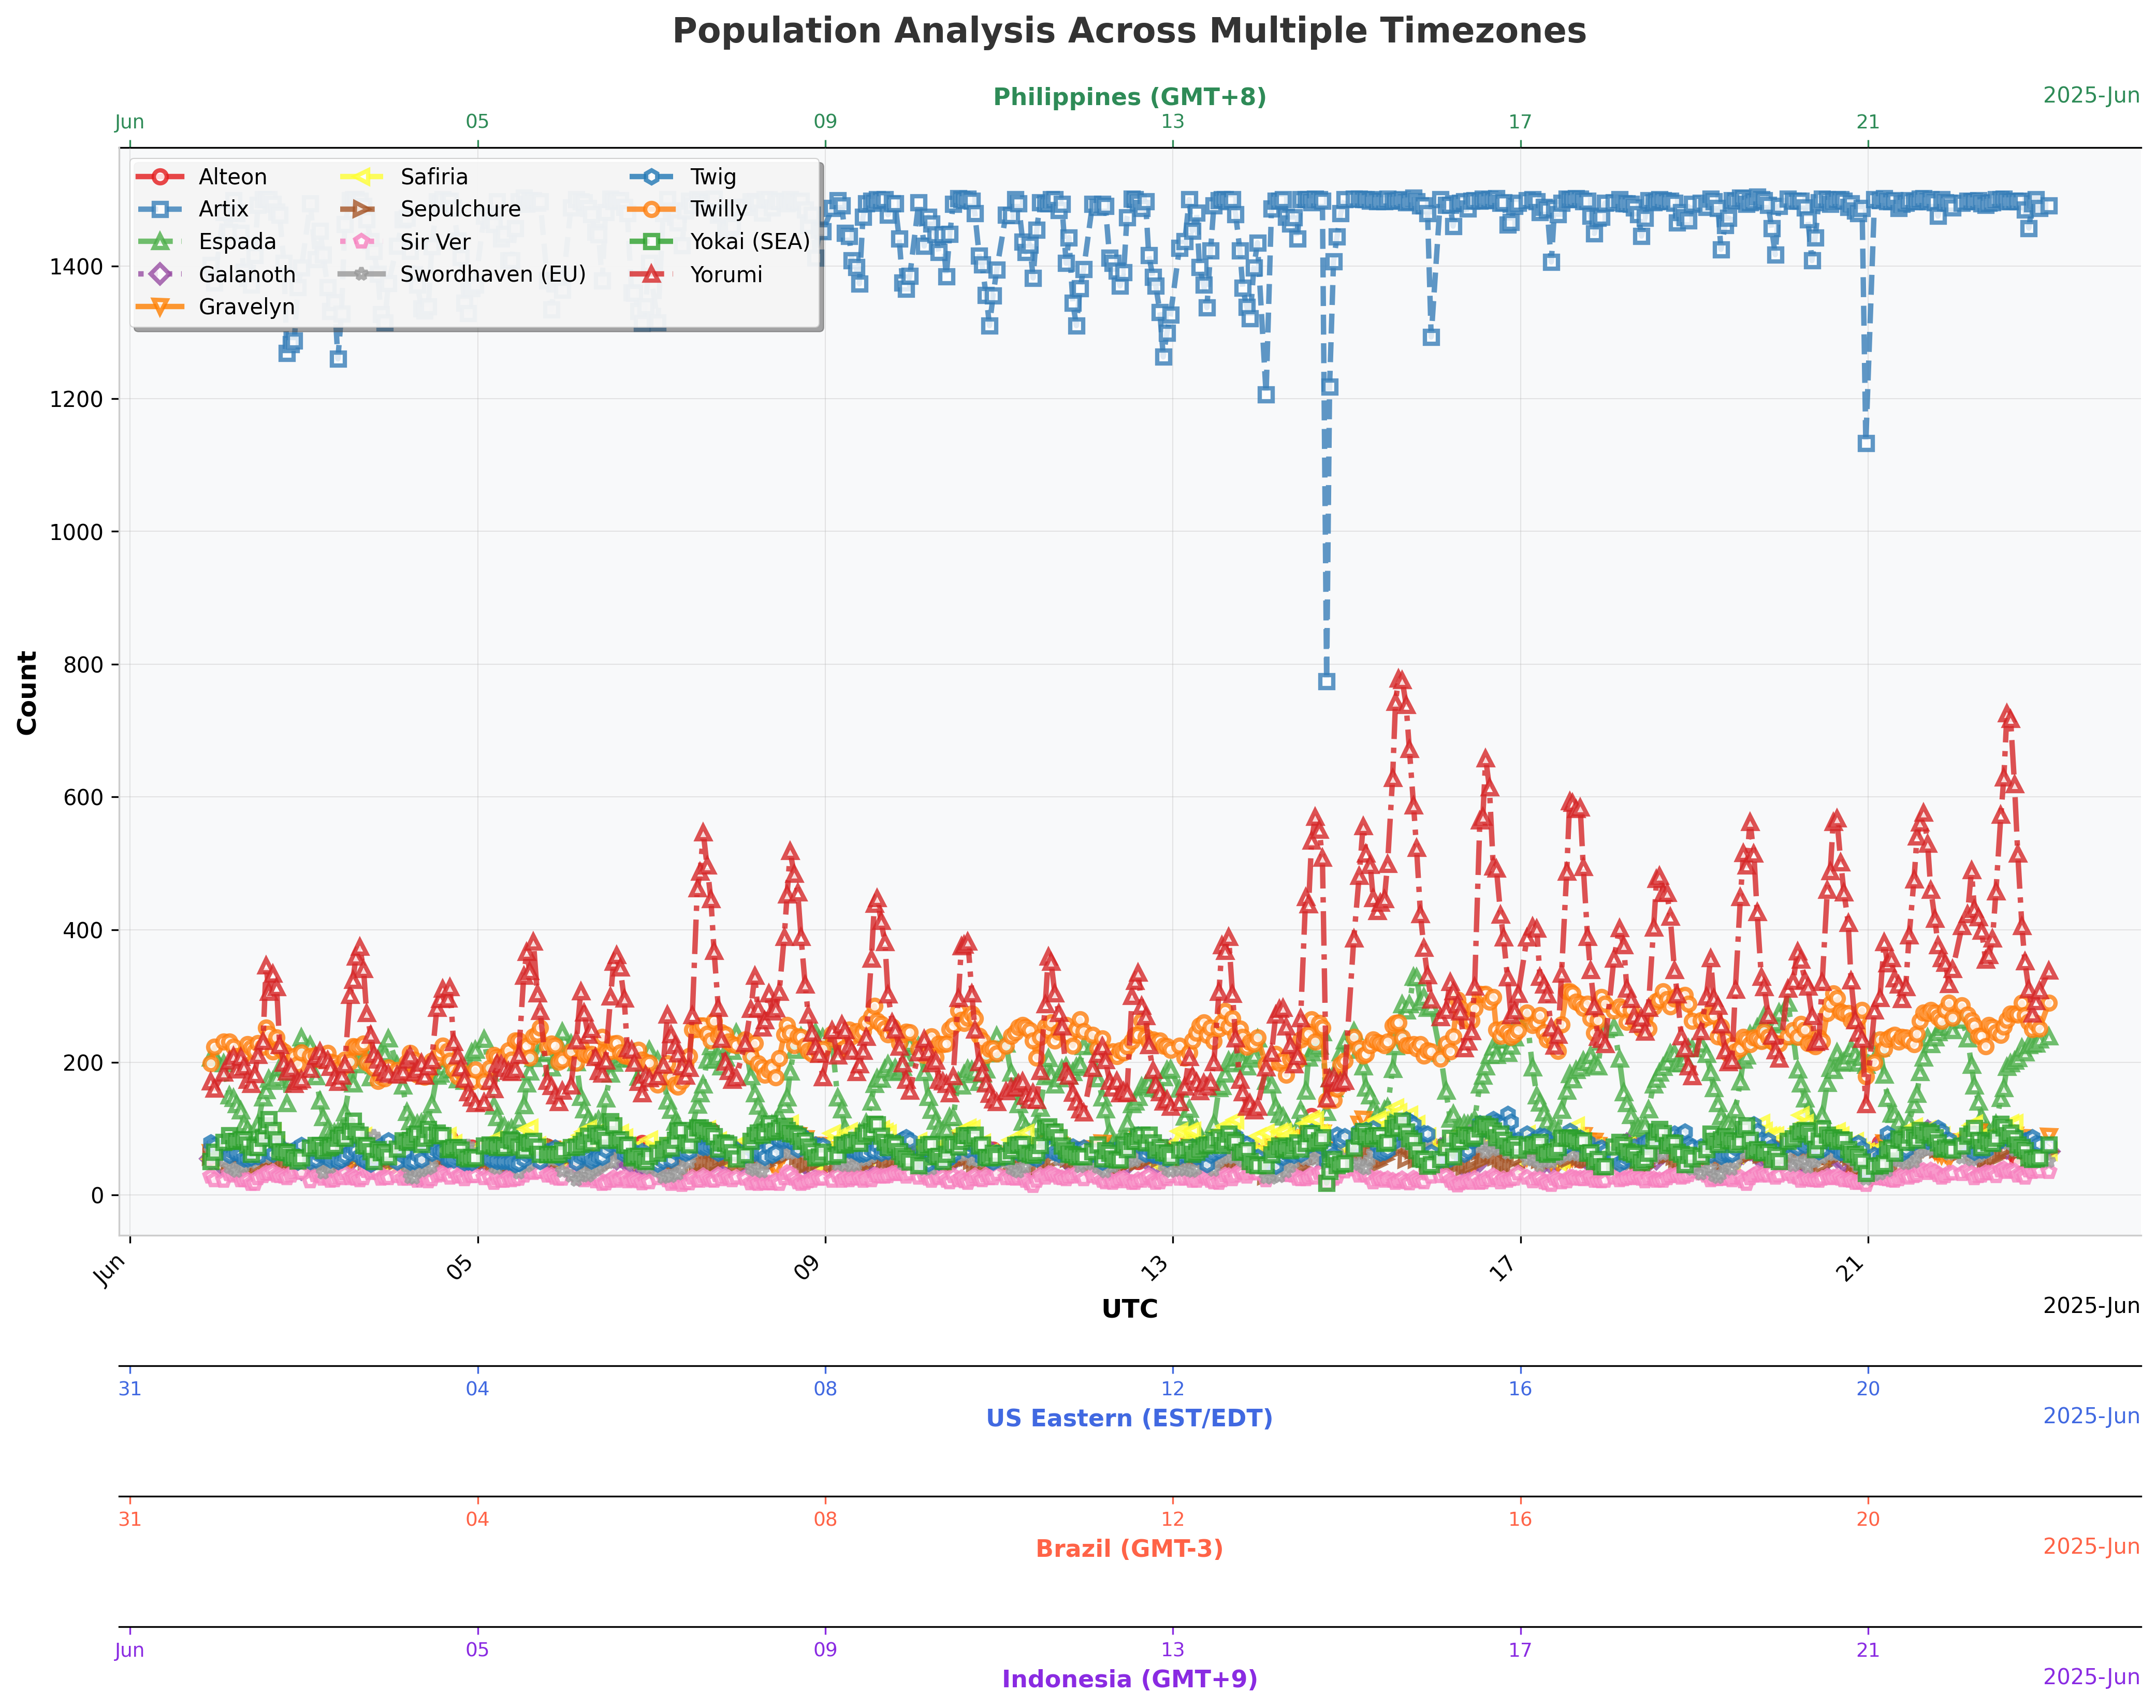 Population Analysis Across Multiple Timezones
Philippines (GMT+8)
2025-Jun
Jun 05 09 13 17 21
Alteon Safiria Twig
Artix Sepulchure Twilly
Espada Sir Ver Yokai (SEA)
Galanoth Swordhaven (EU) Yorumi
Gravelyn
1400
1200
1000
800
600
400
200
0
Count
Jun 05 09 13 17 21
UTC
2025-Jun
31 04 08 12 16 20
US Eastern (EST/EDT)
2025-Jun
31 04 08 12 16 20
Brazil (GMT-3)
2025-Jun
Jun 05 09 13 17 21
Indonesia (GMT+9)
2025-Jun